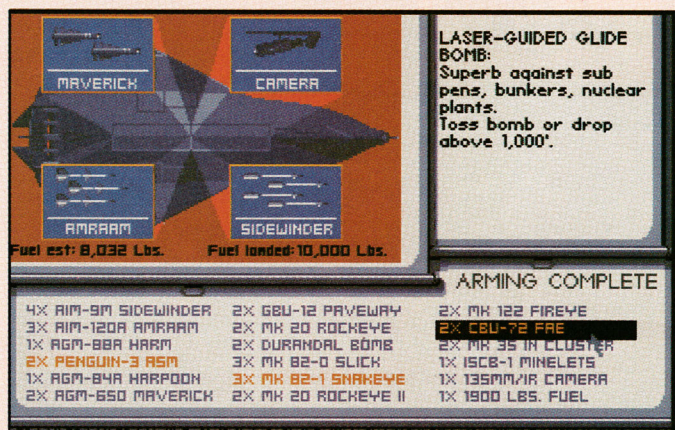 MAVERICK
CAMERA
AMRAAM
SIDEWINDER
Fuel est: 8,032 Lbs.
Fuel loaded: 10,000 Lbs.
LASER-GUIDED GLIDE
BOMB:
Superb against sub
pens, bunkers, nuclear
plants.
Toss bomb or drop
above 1,000'.
ARMING COMPLETE
4X AIM-9M SIDEWINDER
3X AIM-120A AMRAAM
1X AGM-88A HARM
2X PENGUIN-3 ASM
1X AGM-84A HARPOON
2X AGM-65D MAVERICK
2X GBU-12 PAVEWAY
2X MK 20 ROCKEYE
2X DURANDAL BOMB
3X MK 82-0 SLICK
3X MK 82-1 SNAKEYE
2X MK 20 ROCKEYE II
2X MK 122 FIREYE
2X CBU-72 FAE
2X MK 35 IN CLUSTER
1X ISCB-1 MINELETS
1X 135MM/IR CAMERA
1X 1900 LBS. FUEL